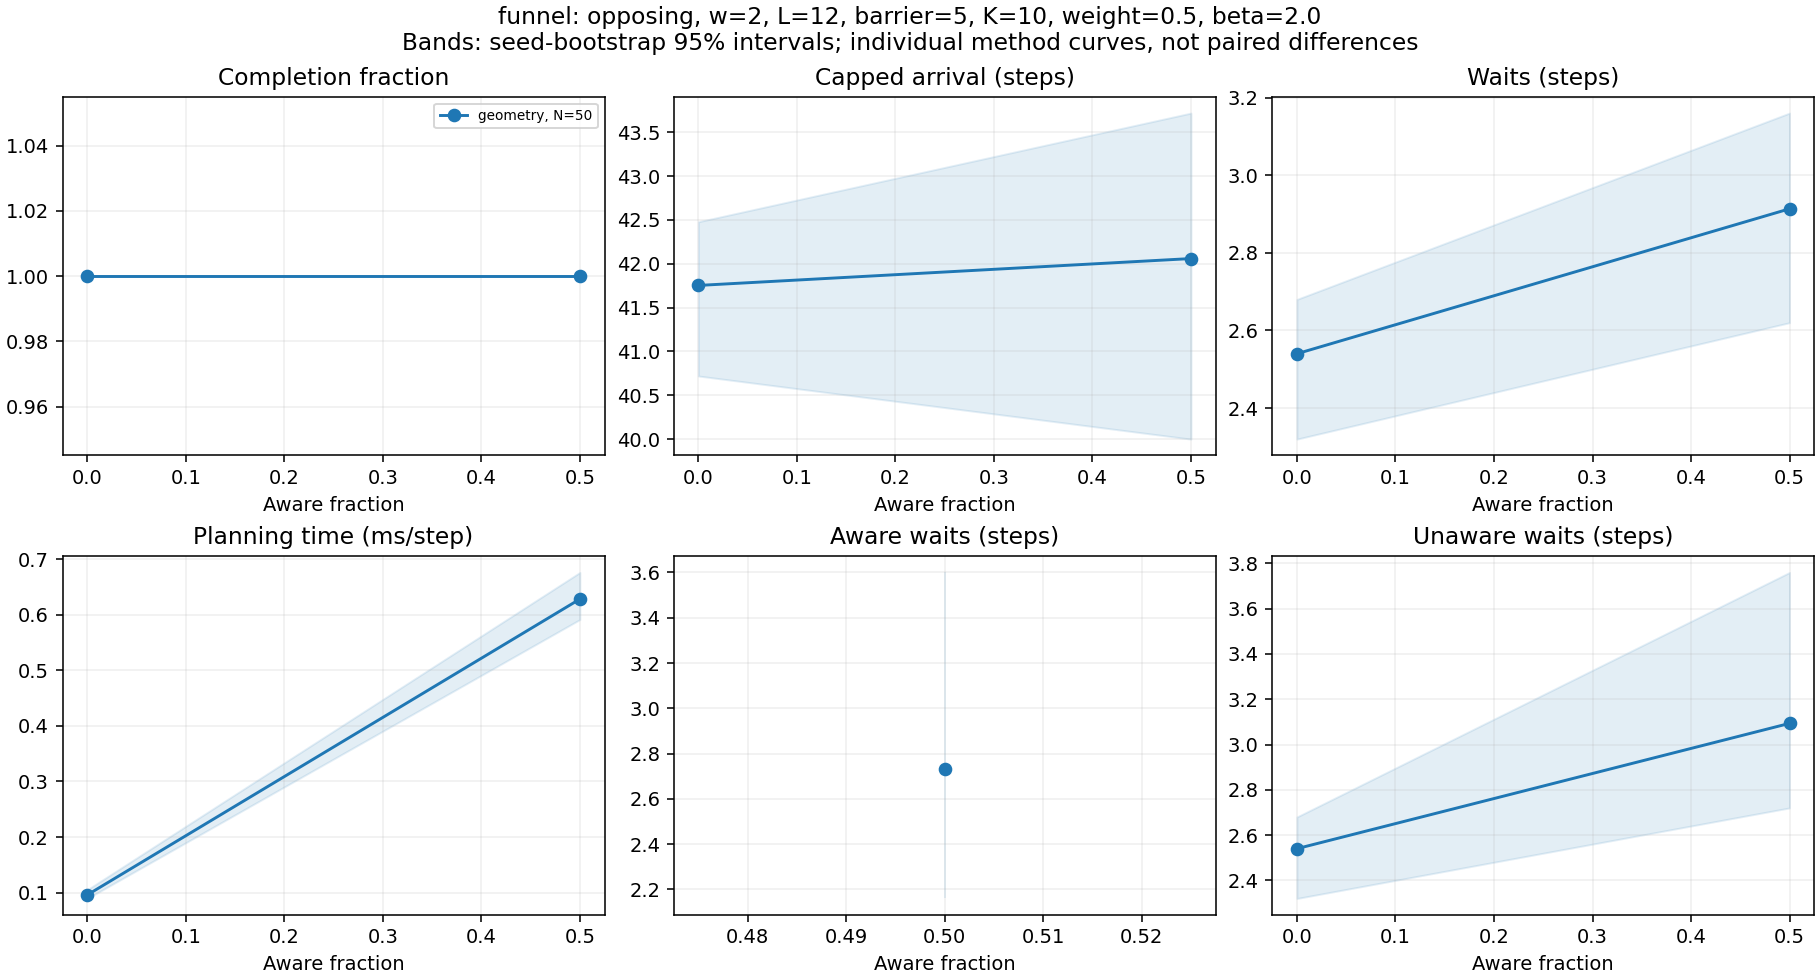 funnel: opposing, w=2, L=12, barrier=5, K=10, weight=0.5, beta=2.0
Bands: seed-bootstrap 95% intervals; individual method curves, not paired differences
Completion fraction
geometry, N=50
1.04
1.02
1.00
0.98
0.96
0.0 0.1 0.2 0.3 0.4 0.5
Aware fraction
Capped arrival (steps)
43.5
43.0
42.5
42.0
41.5
41.0
40.5
40.0
0.0 0.1 0.2 0.3 0.4 0.5
Aware fraction
Waits (steps)
3.2
3.0
2.8
2.6
2.4
0.0 0.1 0.2 0.3 0.4 0.5
Aware fraction
Planning time (ms/step)
0.7
0.6
0.5
0.4
0.3
0.2
0.1
0.0 0.1 0.2 0.3 0.4 0.5
Aware fraction
Aware waits (steps)
3.6
3.4
3.2
3.0
2.8
2.6
2.4
2.2
0.48 0.49 0.50 0.51 0.52
Aware fraction
Unaware waits (steps)
3.8
3.6
3.4
3.2
3.0
2.8
2.6
2.4
0.0 0.1 0.2 0.3 0.4 0.5
Aware fraction